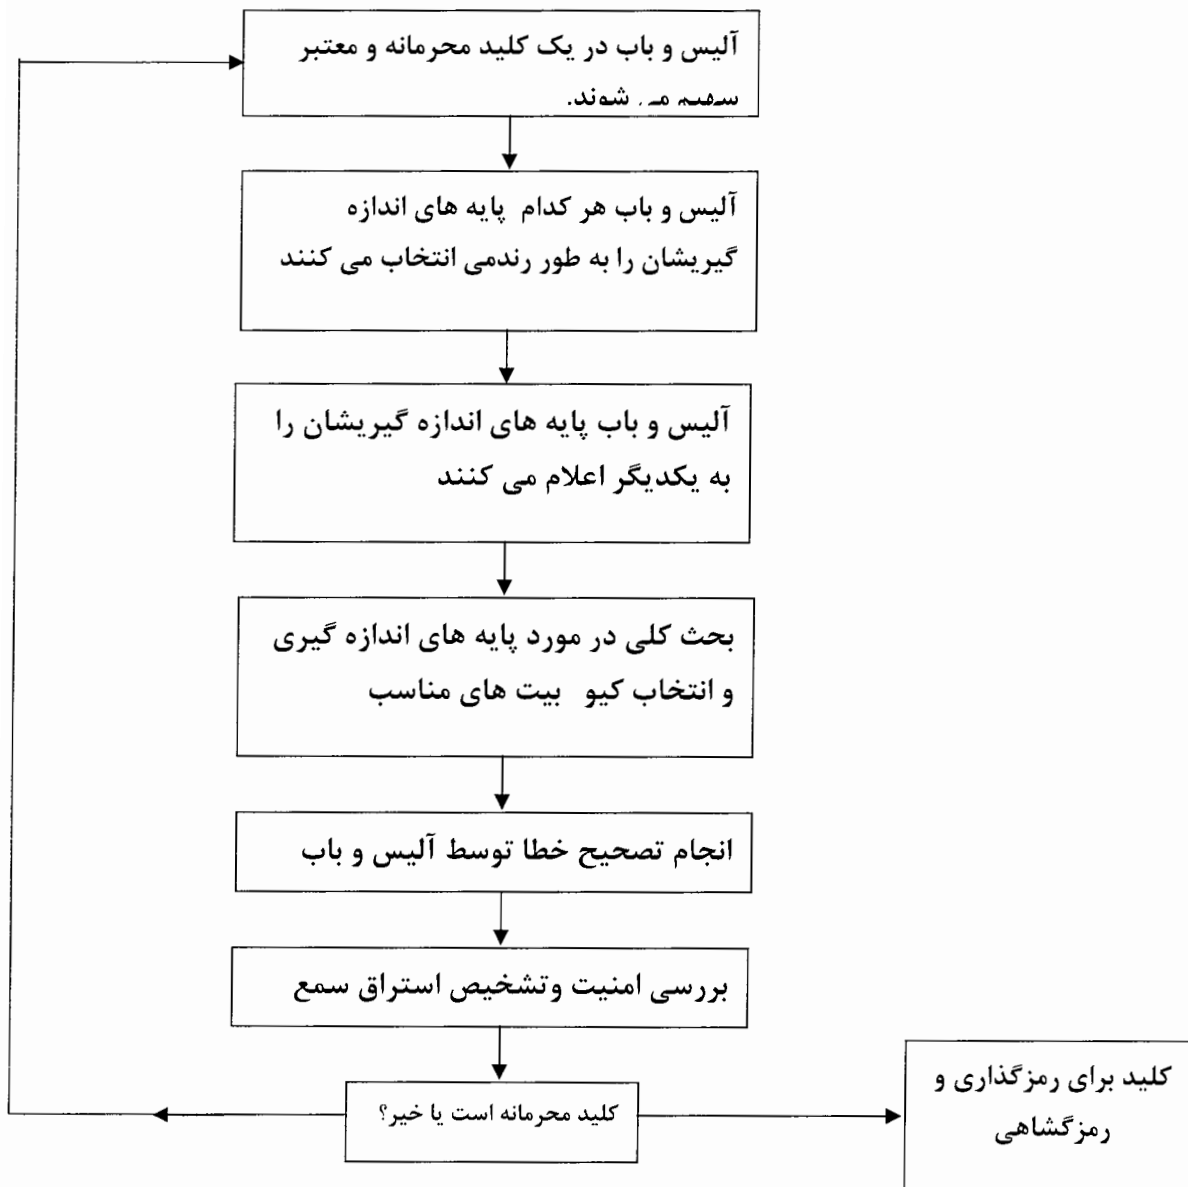 آلیس و باب در یک کلید محرمانه و معتبر
سهیم می شوند.
آلیس و باب هر کدام پایه های اندازه
گیریشان را به طور رندمی انتخاب می کنند
آلیس و باب پایه های اندازه گیریشان را
به یکدیگر اعلام می کنند
بحث کلی در مورد پایه های اندازه گیری
و انتخاب کیو بیت های مناسب
انجام تصحیح خطا توسط آلیس و باب
بررسی امنیت وتشخیص استراق سمع
کلید محرمانه است یا خیر؟
کلید برای رمزگذاری و
رمزگشاهی